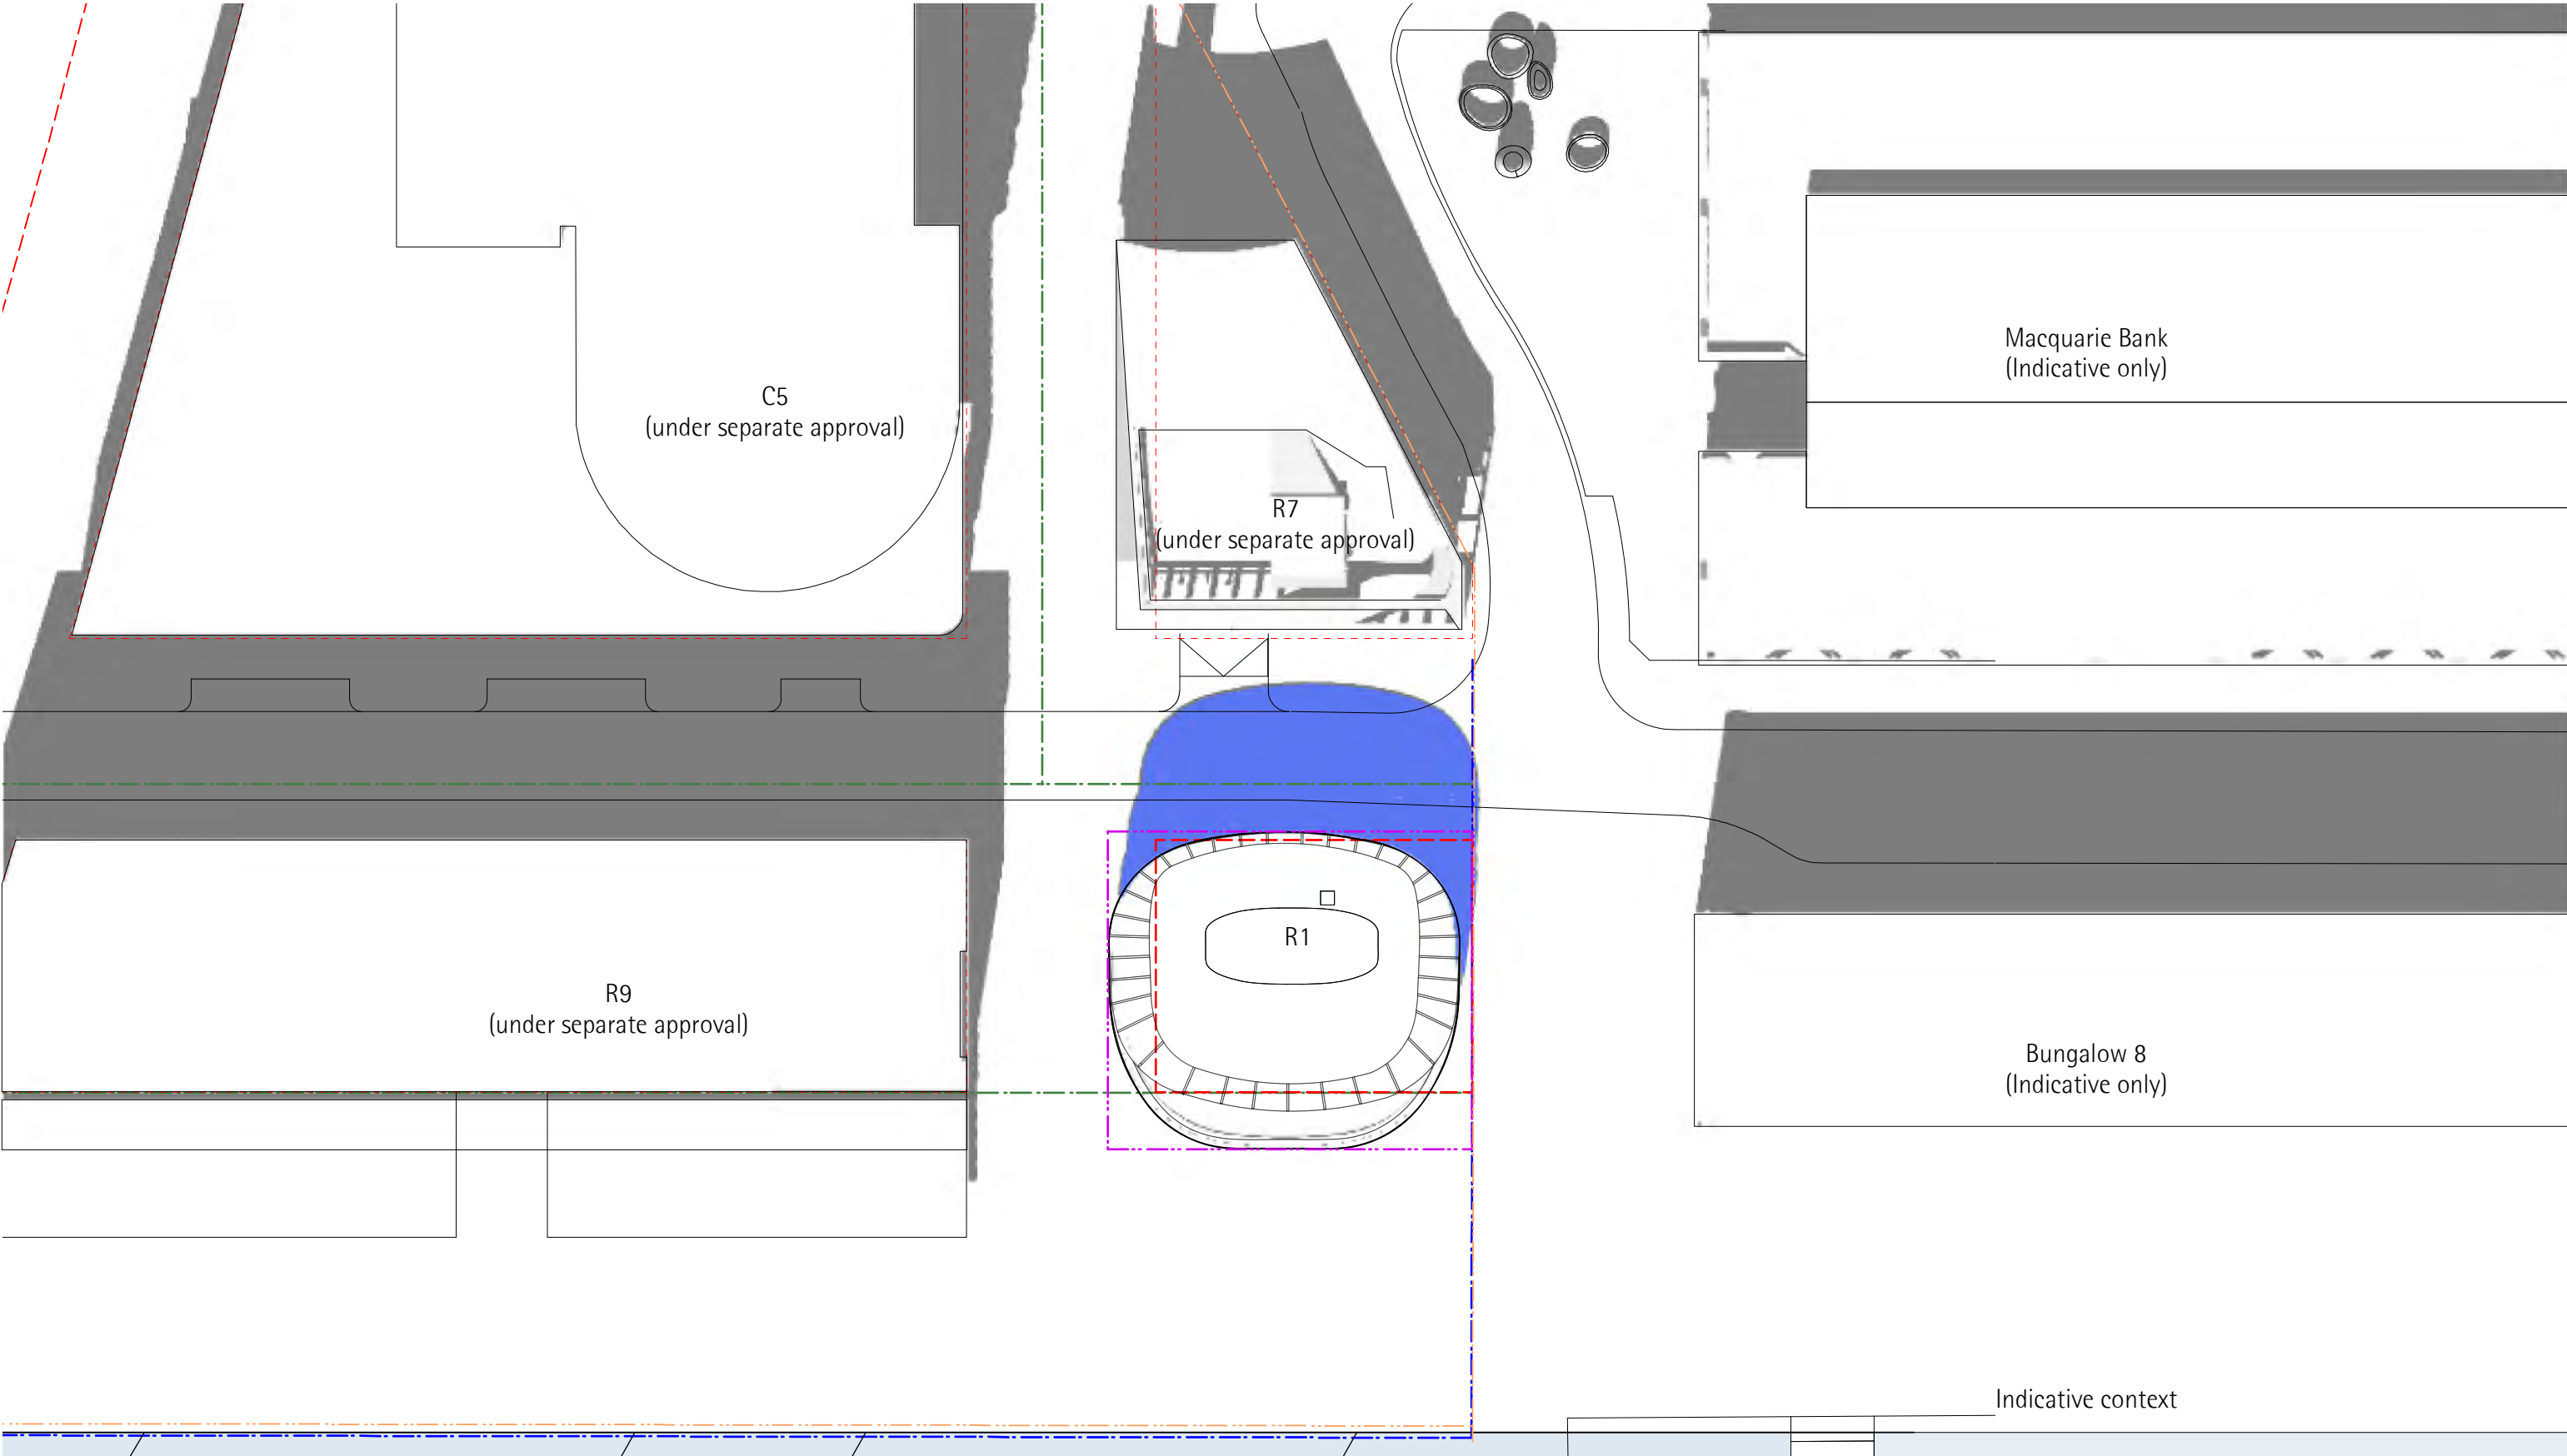 Macquarie Bank
(Indicative only)
C5
(under separate approval)
R7
(under separate approval)
R1
R9
(under separate approval)
Bungalow 8
(Indicative only)
Indicative context